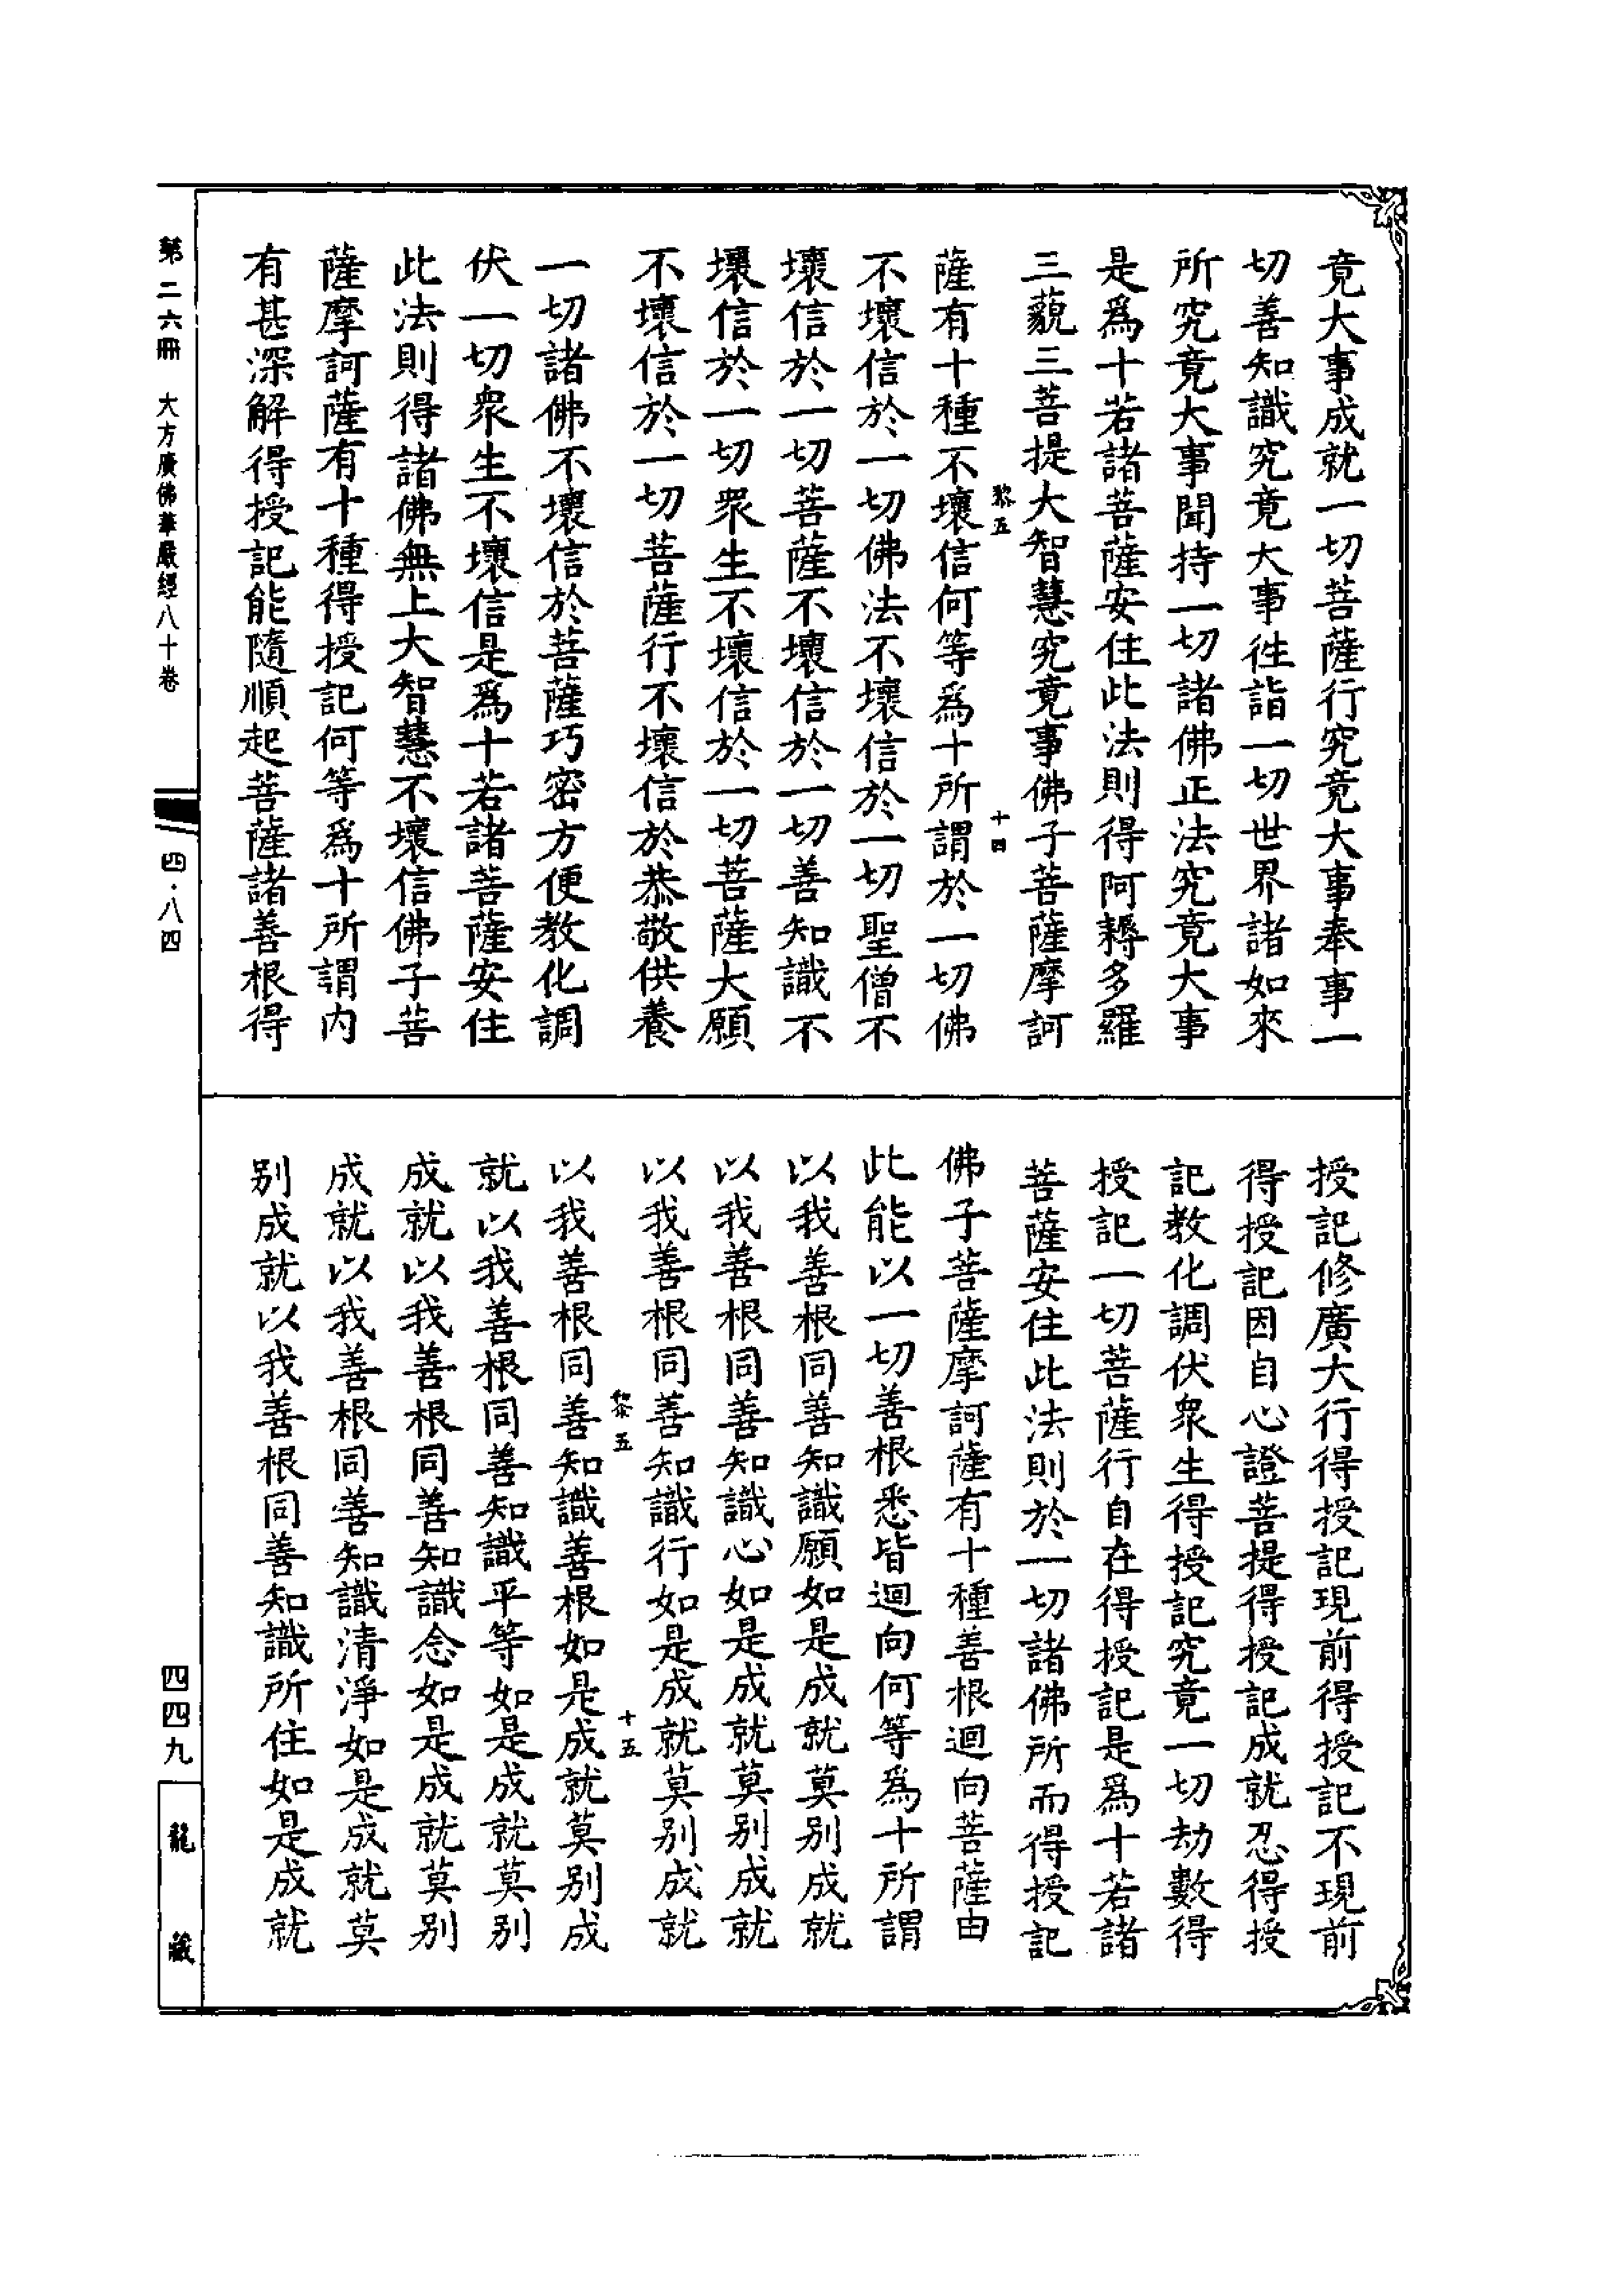 竟大事成就一切菩薩行究竟大事奉事一
切善知識究竟大事徃詣一切世界諸如來
所究竟大事聞持一切諸佛正法究竟大事
是爲十若諸菩薩安住此法則得阿耨多羅
三藐三菩提大智慧究竟事佛子菩薩摩訶
黎五
十四
薩有十種不壞信何等爲十所謂於一切佛
不壞信於一切佛法不壞信於一切聖僧不
壞信於一切菩薩不壞信於一切善知識不
壞信於一切衆生不壞信於一切菩薩大願
不壞信於一切菩薩行不壞信於恭敬供養
一切諸佛不壞信於菩薩巧密方便教化調
伏一切衆生不壞信是爲十若諸菩薩安住
此法則得諸佛無上大智慧不壞信佛子菩
薩摩訶薩有十種得授記何等爲十所謂內
有甚深解得授記能隨順起菩薩諸善根得
授記修廣大行得授記現前得授記不現前
得授記因自心證菩提得授記成就忍得授
記教化調伏衆生得授記究竟一切劫數得
授記一切菩薩行自在得授記是爲十若諸
菩薩安住此法則於一切諸佛所而得授記
佛子菩薩摩訶薩有十種善根迴向菩薩由
此能以一切善根悉皆迴向何等爲十所謂
以我善根同善知識願如是成就莫别成就
以我善根同善知識心如是成就莫别成就
以我善根同善知識行如是成就莫别成就
黎五
十五
以我善根同善知識善根如是成就莫别成
就以我善根同善知識平等如是成就莫别
成就以我善根同善知識念如是成就莫别
成就以我善根同善知識清淨如是成就莫
别成就以我善根同善知識所住如是成就
第二六冊 大方廣佛華嚴經八十卷
四·八四
四四九
龍藏